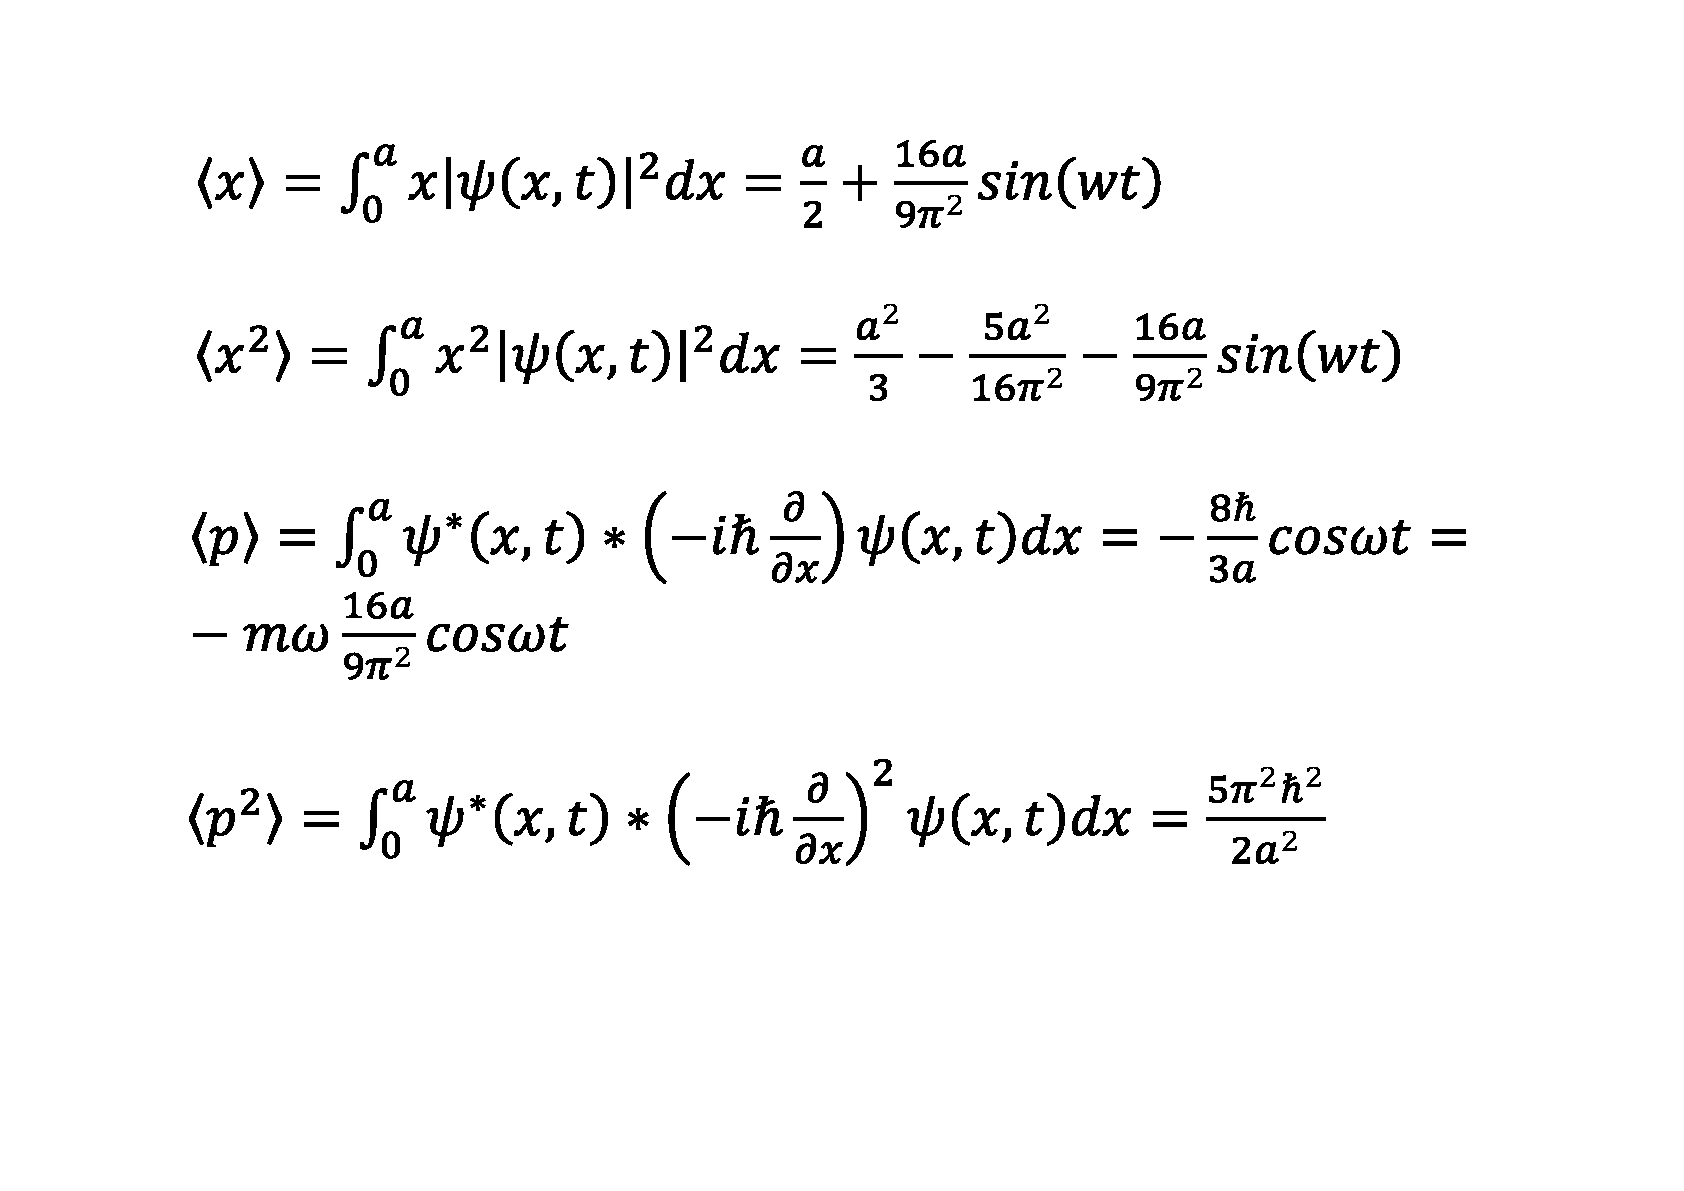 ⟨x⟩ = ∫₀ᵃ x|ψ(x, t)|²dx = a/2 + 16a/9π² sin(wt)
⟨x²⟩ = ∫₀ᵃ x²|ψ(x, t)|²dx = a²/3 − 5a²/16π² − 16a/9π² sin(wt)
⟨p⟩ = ∫₀ᵃ ψ*(x, t) * (−iℏ ∂/∂x) ψ(x, t)dx = − 8ℏ/3a cosωt =
− mω 16a/9π² cosωt
⟨p²⟩ = ∫₀ᵃ ψ*(x, t) * (−iℏ ∂/∂x)² ψ(x, t)dx = 5π²ℏ²/2a²